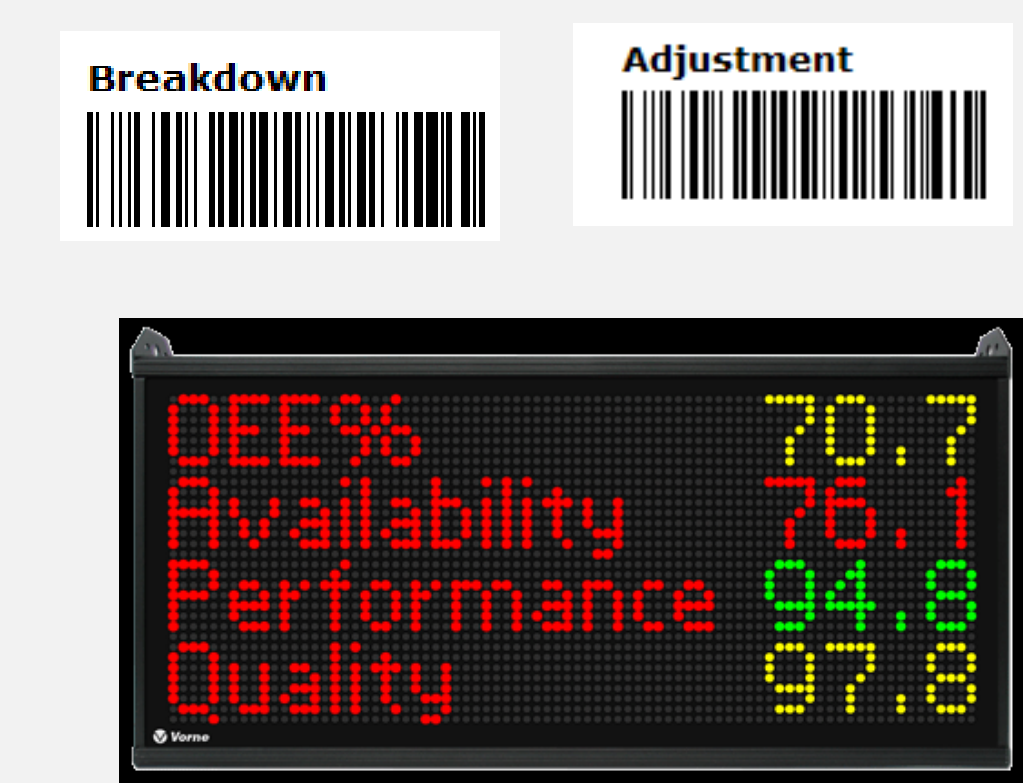 Breakdown
Adjustment
OEE% 70.7
Availability 76.1
Performance 94.8
Quality 97.8
Vorne